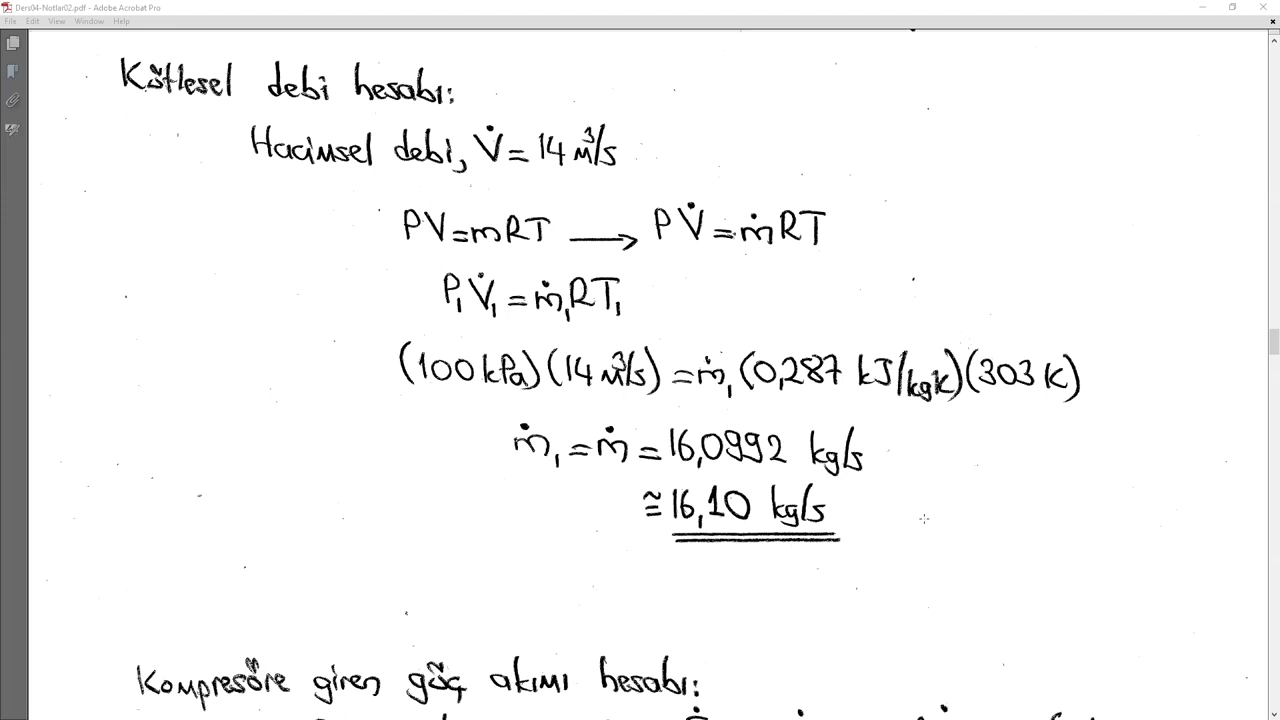 Ders04-Notlar02.pdf - Adobe Acrobat Pro
File Edit View Window Help
Kütlesel debi hesabı:
Hacimsel debi, V̇ = 14 m³/s
PV = mRT ⟶ PV̇ = ṁRT
P₁V̇₁ = ṁ₁RT₁
(100 kPa)(14 m³/s) = ṁ₁(0,287 kJ/kgK)(303 K)
ṁ₁ = ṁ = 16,0992 kg/s
≅ 16,10 kg/s
Kompresöre giren güç akımı hesabı: